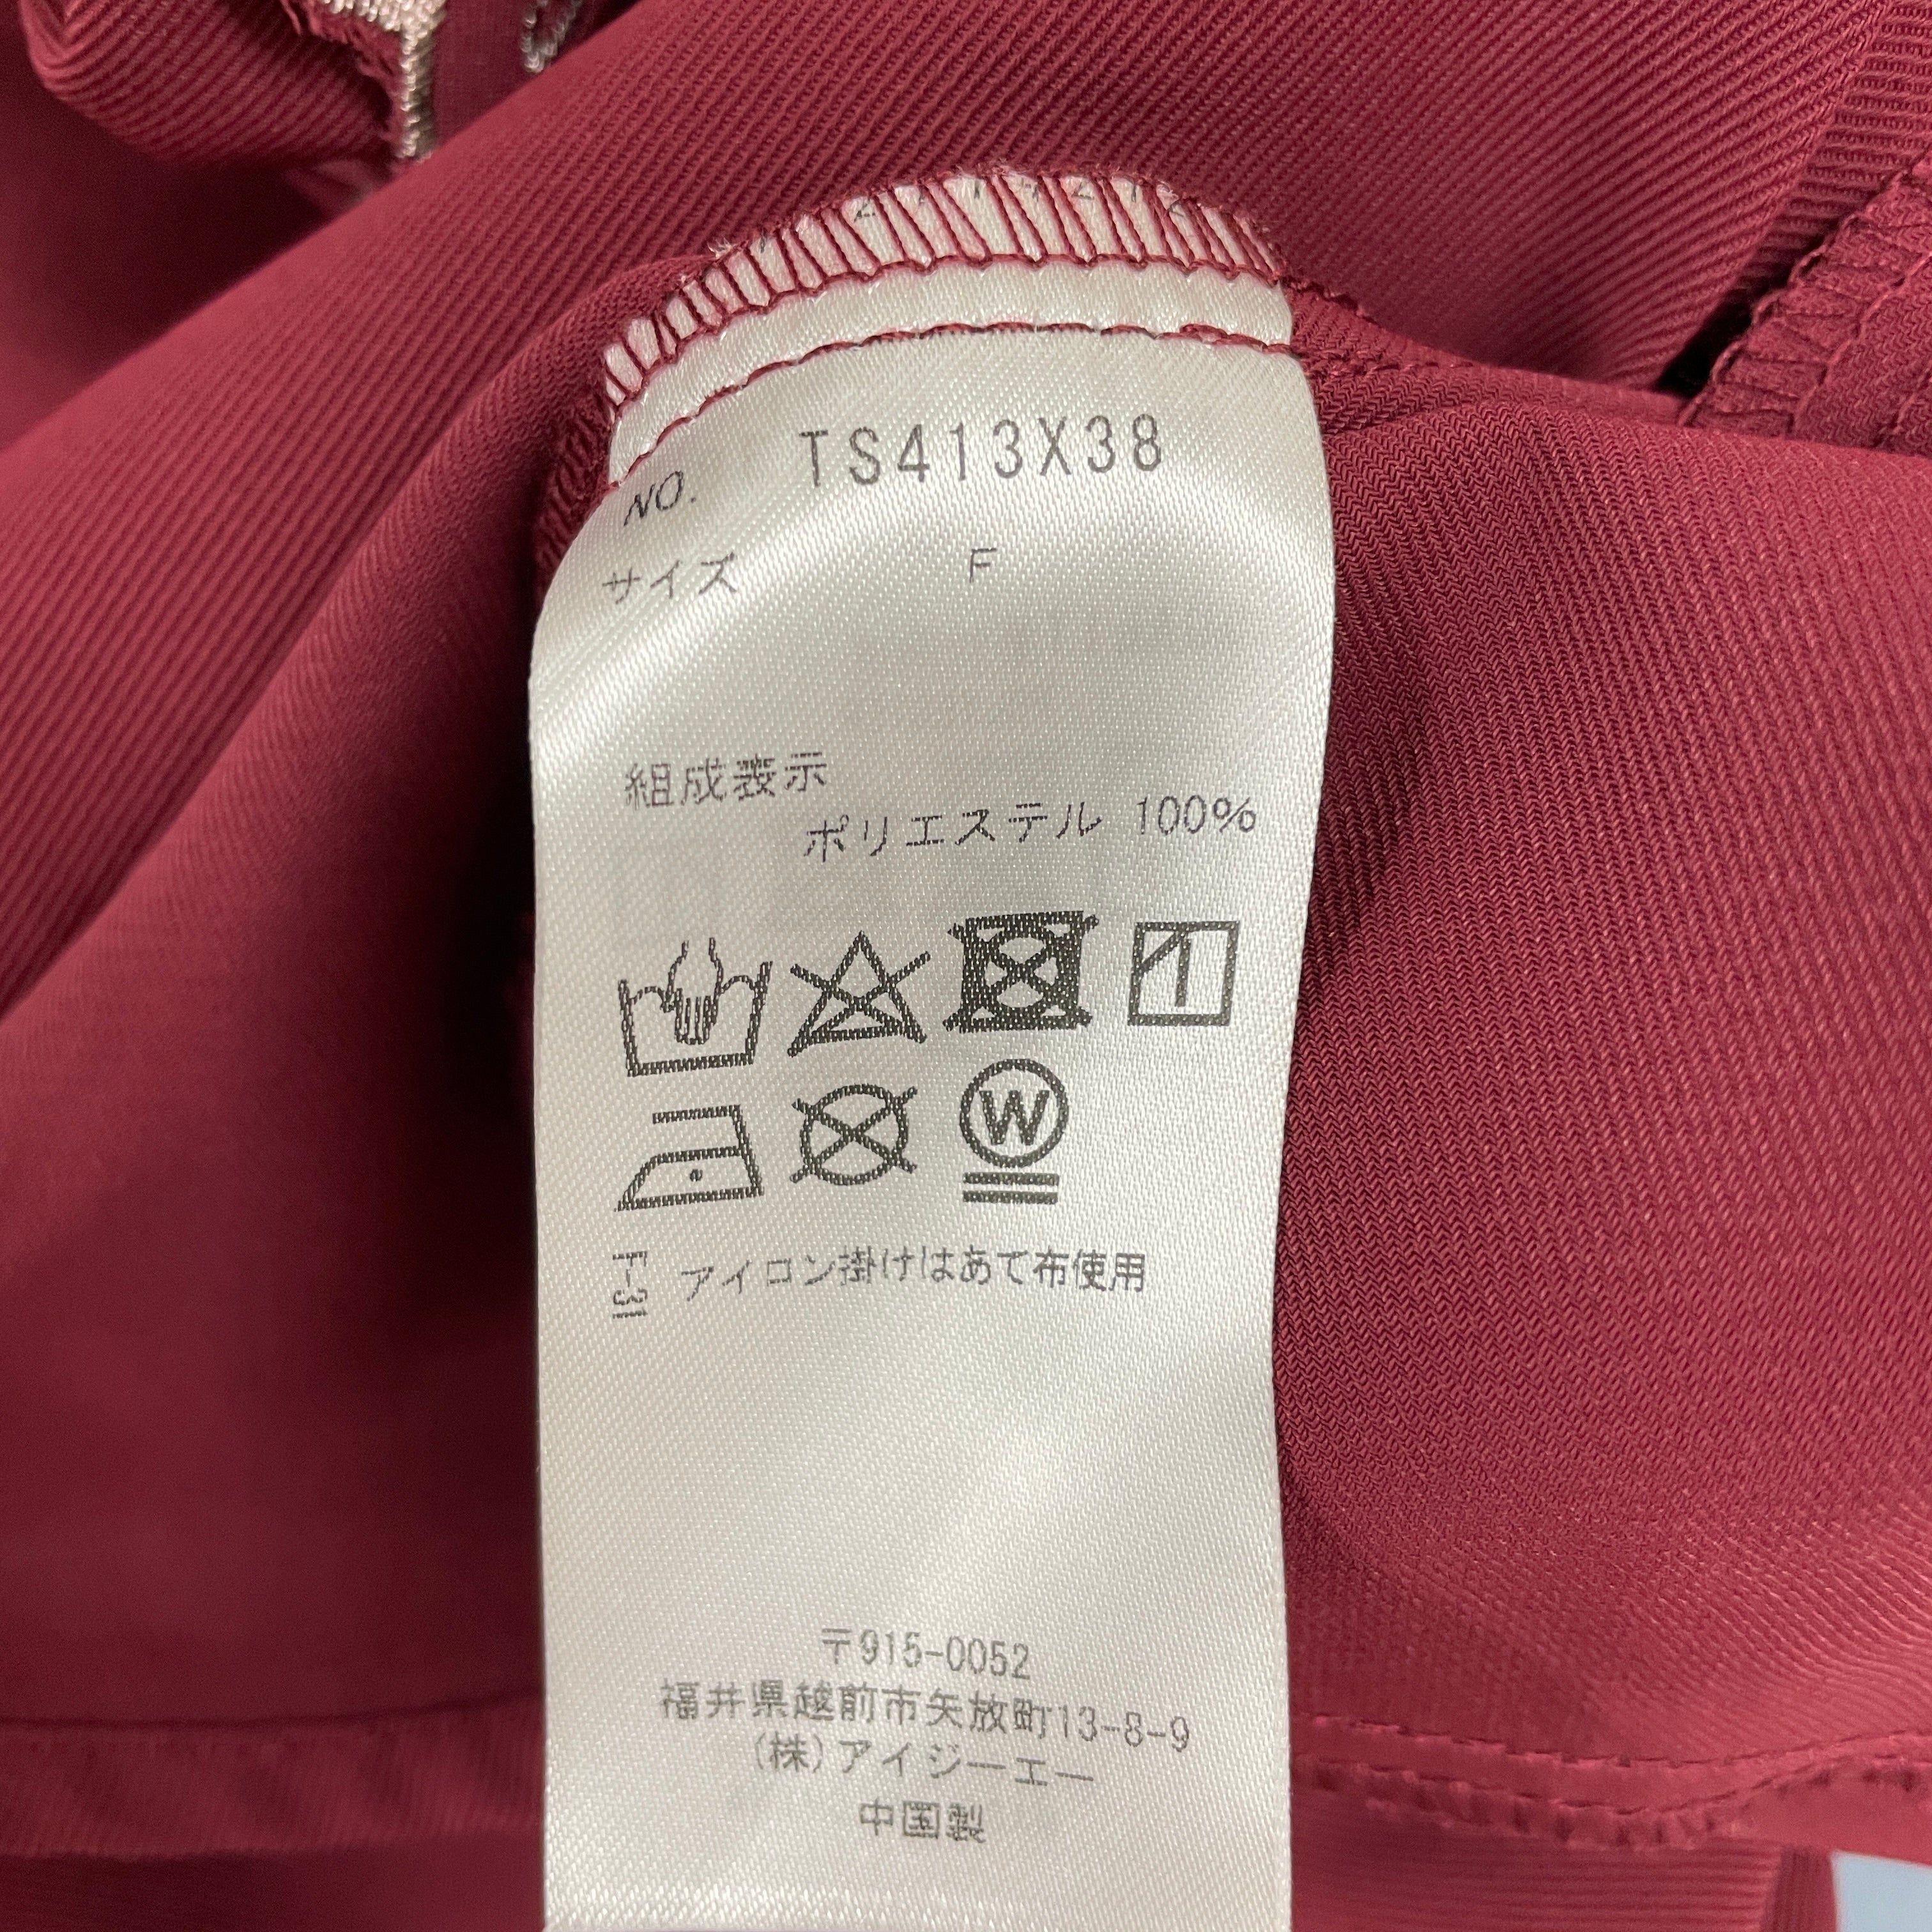 NO. TS413X38
サイズ F
組成表示
ポリエステル 100%
W
アイロン掛けはあて布使用
〒915-0052
福井県越前市矢放町13-8-9
(株)アイジーエー
中国製